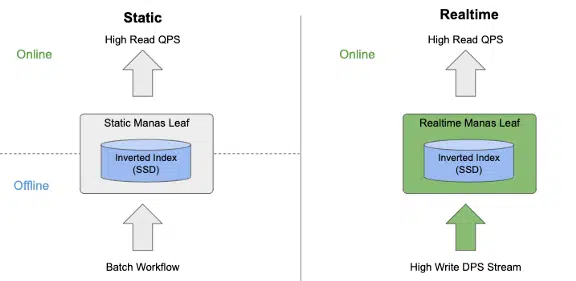 Static
High Read QPS
Online
Static Manas Leaf
Inverted Index
(SSD)
Offline
Batch Workflow
Realtime
High Read QPS
Online
Realtime Manas Leaf
Inverted Index
(SSD)
High Write DPS Stream